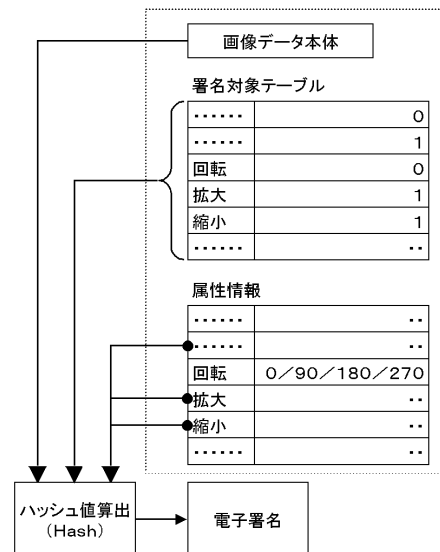 画像データ本体
署名対象テーブル
‥‥‥ 0
‥‥‥ 1
回転 0
拡大 1
縮小 1
‥‥‥ ‥
属性情報
‥‥‥ ‥
‥‥‥ ‥
回転 0／90／180／270
拡大 ‥
縮小 ‥
‥‥‥ ‥
ハッシュ値算出
（Hash）
電子署名